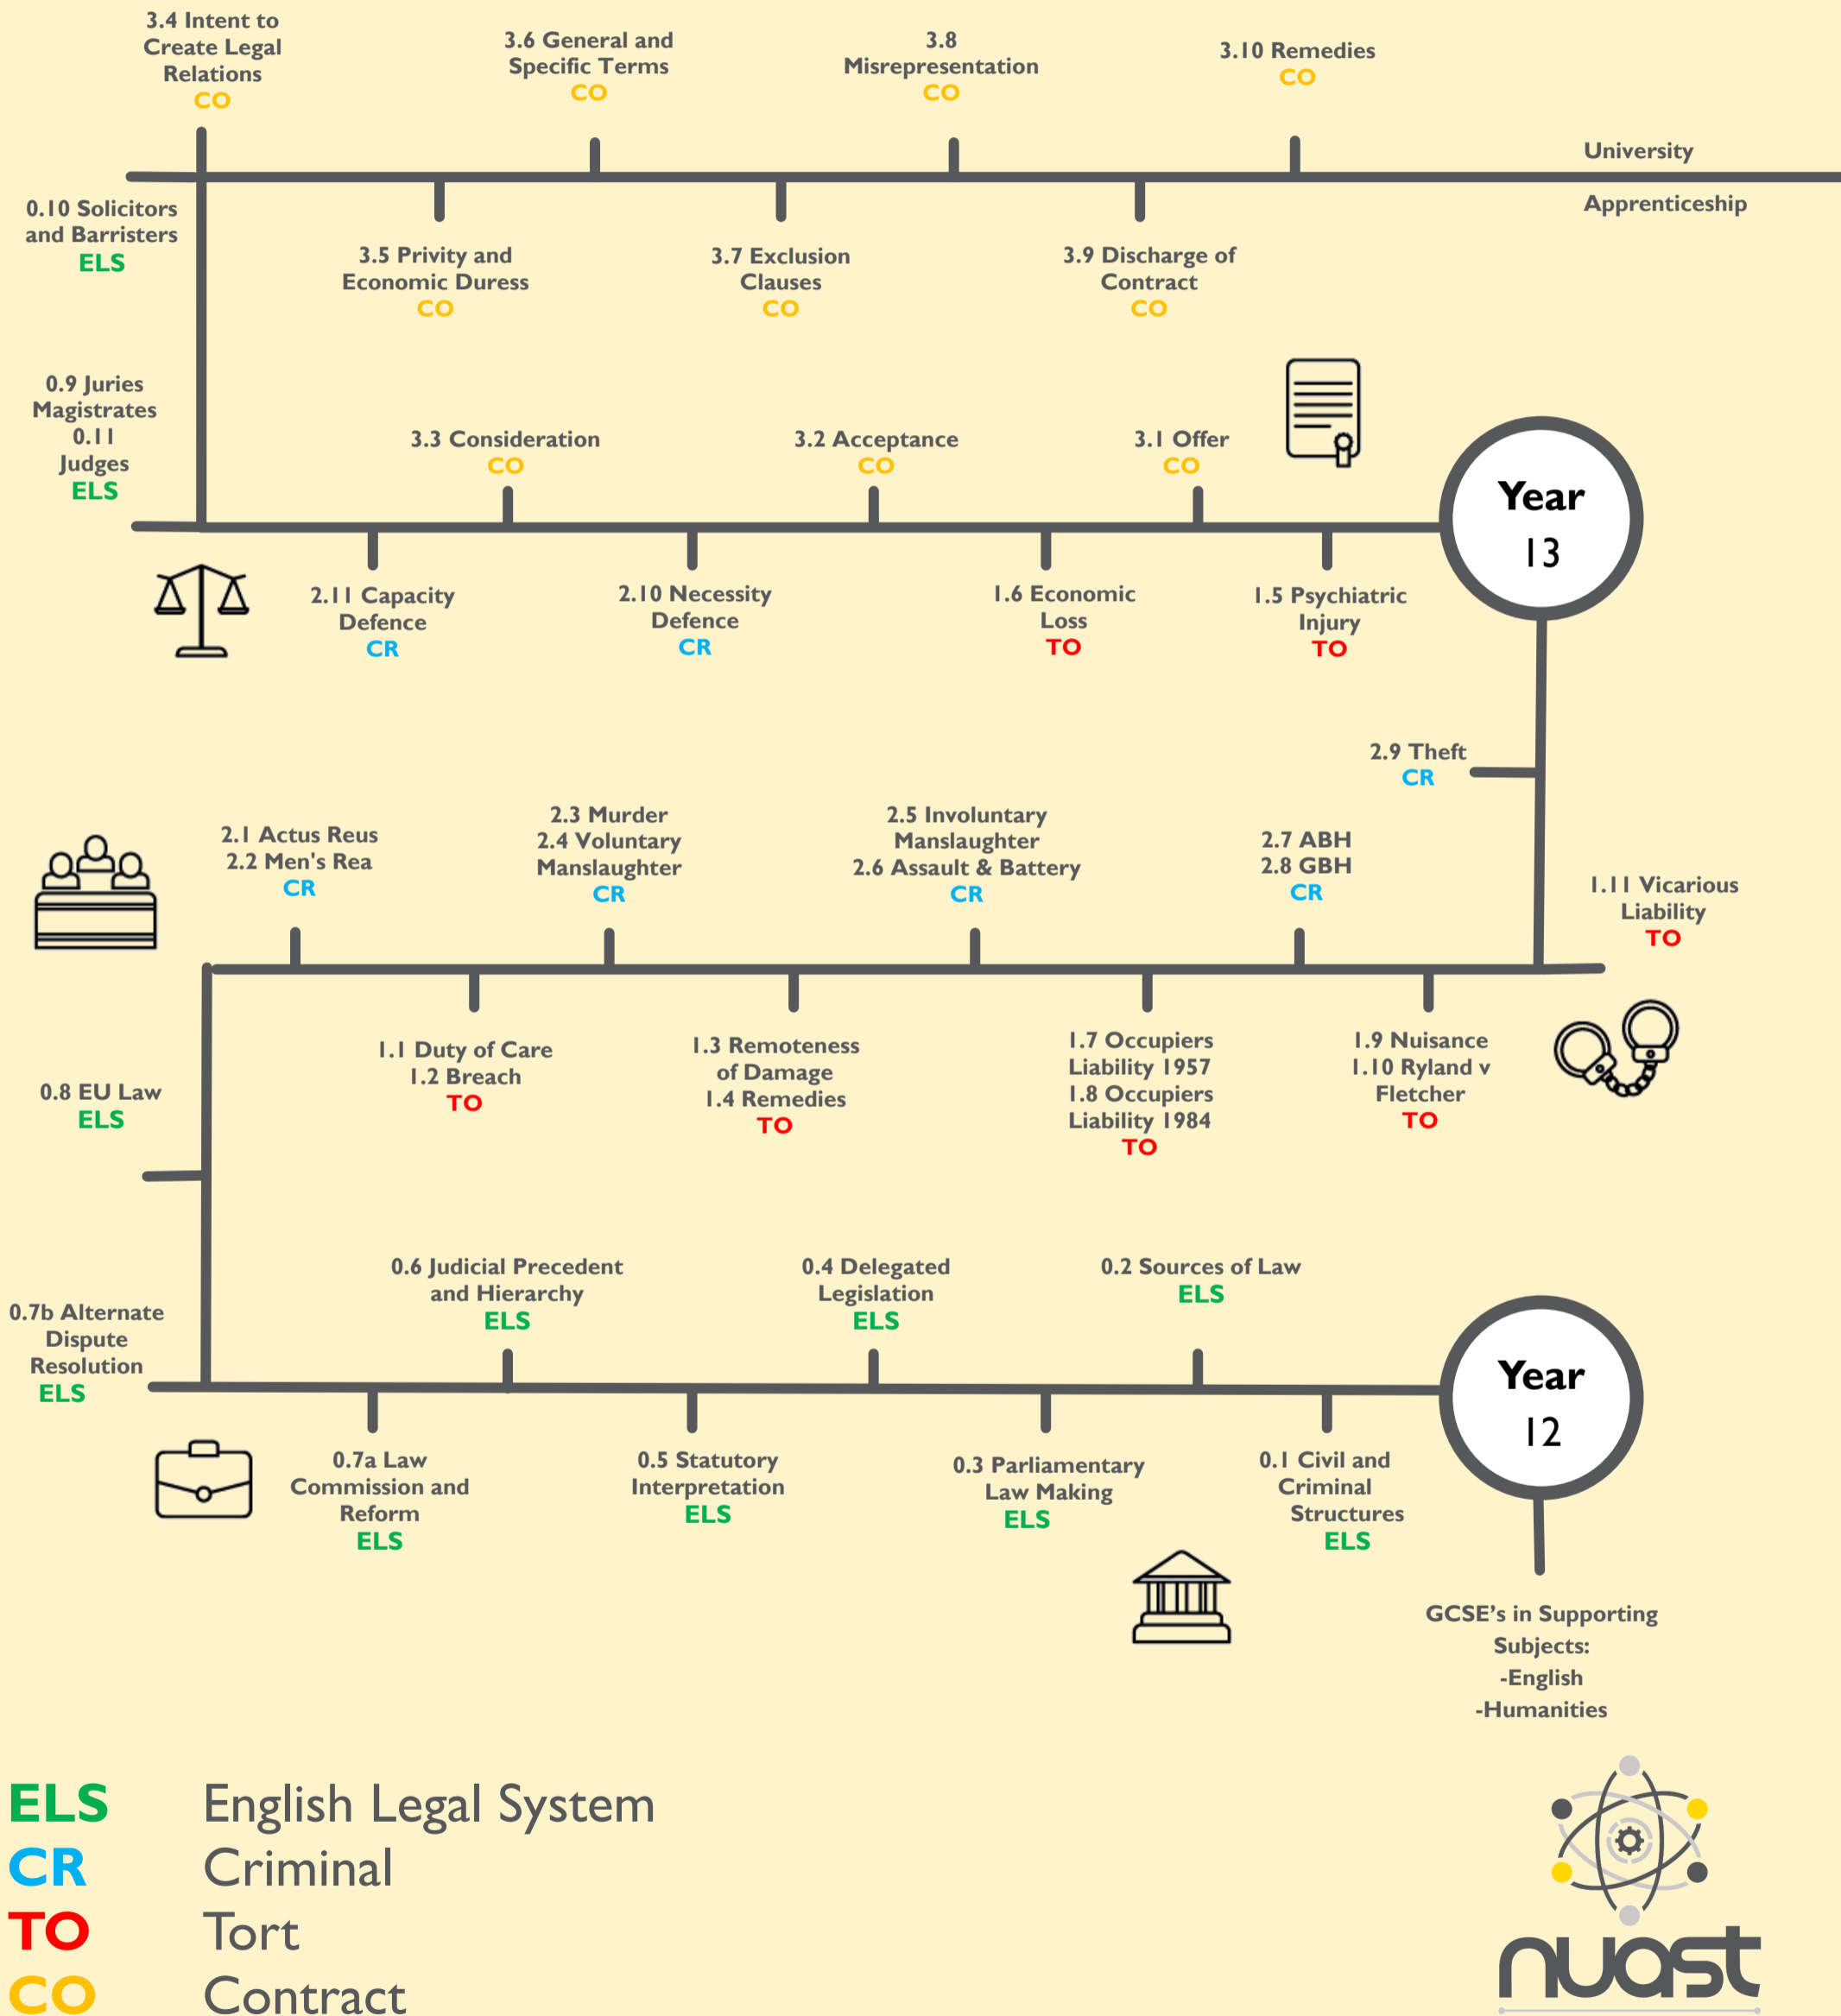 3.4 Intent to
Create Legal
Relations
CO
3.6 General and
Specific Terms
CO
3.8
Misrepresentation
CO
3.10 Remedies
CO
University
Apprenticeship
0.10 Solicitors
and Barristers
ELS
3.5 Privity and
Economic Duress
CO
3.7 Exclusion
Clauses
CO
3.9 Discharge of
Contract
CO
0.9 Juries
Magistrates
0.11
Judges
ELS
3.3 Consideration
CO
3.2 Acceptance
CO
3.1 Offer
CO
Year
13
2.11 Capacity
Defence
CR
2.10 Necessity
Defence
CR
1.6 Economic
Loss
TO
1.5 Psychiatric
Injury
TO
2.9 Theft
CR
2.1 Actus Reus
2.2 Men's Rea
CR
2.3 Murder
2.4 Voluntary
Manslaughter
CR
2.5 Involuntary
Manslaughter
2.6 Assault & Battery
CR
2.7 ABH
2.8 GBH
CR
1.11 Vicarious
Liability
TO
1.1 Duty of Care
1.2 Breach
TO
1.3 Remoteness
of Damage
1.4 Remedies
TO
1.7 Occupiers
Liability 1957
1.8 Occupiers
Liability 1984
TO
1.9 Nuisance
1.10 Ryland v
Fletcher
TO
0.8 EU Law
ELS
0.7b Alternate
Dispute
Resolution
ELS
0.6 Judicial Precedent
and Hierarchy
ELS
0.4 Delegated
Legislation
ELS
0.2 Sources of Law
ELS
Year
12
0.7a Law
Commission and
Reform
ELS
0.5 Statutory
Interpretation
ELS
0.3 Parliamentary
Law Making
ELS
0.1 Civil and
Criminal
Structures
ELS
GCSE’s in Supporting
Subjects:
-English
-Humanities
ELS English Legal System
CR Criminal
TO Tort
CO Contract
nuast